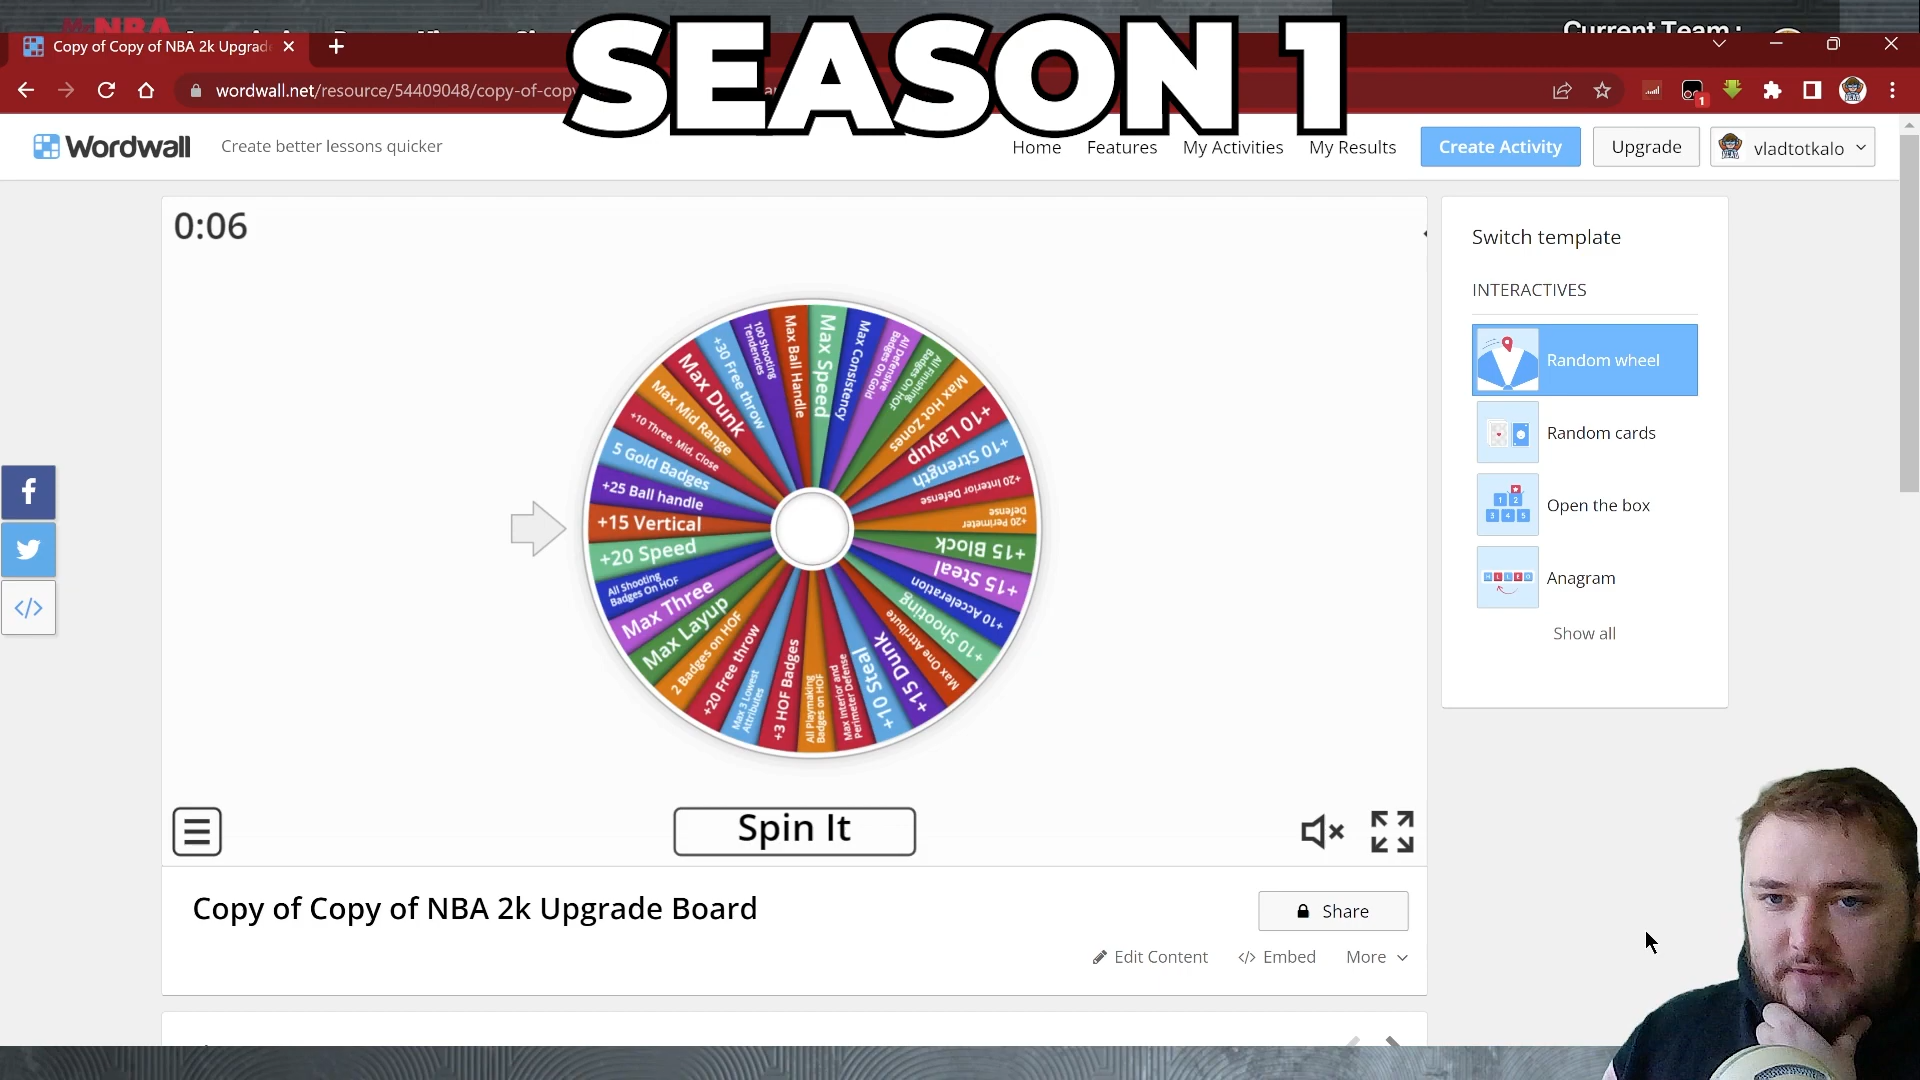 SEASON 1
Copy of Copy of NBA 2k Upgrad
wordwall.net/resource/54409048/copy-of-cop
Wordwall
Create better lessons quicker
Home
Features
My Activities
My Results
Create Activity
Upgrade
vladtotkalo
0:06
Max Speed
Max Consistency
All Defensive
Badges On Gold
All Finishing
Badges On HOF
Max Hot Zones
+10 Layup
+10 Strength
+20 Interior Defense
+20 Perimeter
Defense
+15 Block
+15 Steal
+10 Acceleration
+10 Shooting
Max One Attribute
+15 Dunk
+10 Steal
Max Interior and
Perimeter Defense
All Playmaking
Badges on HOF
+3 HOF Badges
Max 3 Lowest
Attributes
+20 Free throw
2 Badges on HOF
Max Layup
Max Three
All Shooting
Badges On HOF
+20 Speed
+15 Vertical
+25 Ball handle
5 Gold Badges
+10 Three, Mid, Close
Max Mid Range
Max Dunk
+30 Free throw
100 Shooting
Tendencies
Max Ball Handle
Spin It
Switch template
INTERACTIVES
Random wheel
Random cards
Open the box
Anagram
Show all
Copy of Copy of NBA 2k Upgrade Board
Share
Edit Content
Embed
More